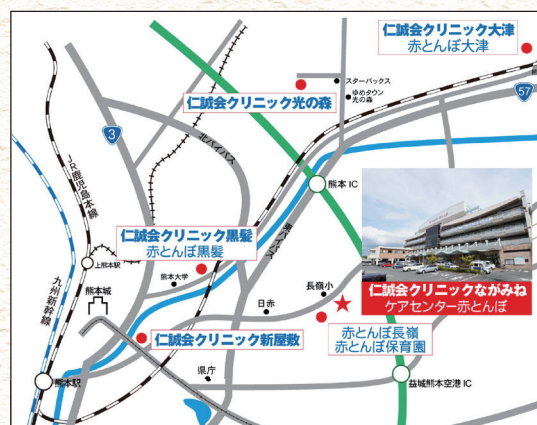 仁誠会クリニック大津
赤とんぼ大津
スターバックス
ゆめタウン
光の森
仁誠会クリニック光の森
57
3
北バイパス
JR鹿児島本線
熊本IC
東バイパス
仁誠会クリニック黒髪
赤とんぼ黒髪
上熊本駅
熊本大学
九州新幹線
熊本城
日赤
長嶺小
仁誠会クリニックながみね
ケアセンター赤とんぼ
赤とんぼ長嶺
赤とんぼ保育園
仁誠会クリニック新屋敷
県庁
熊本駅
益城熊本空港IC